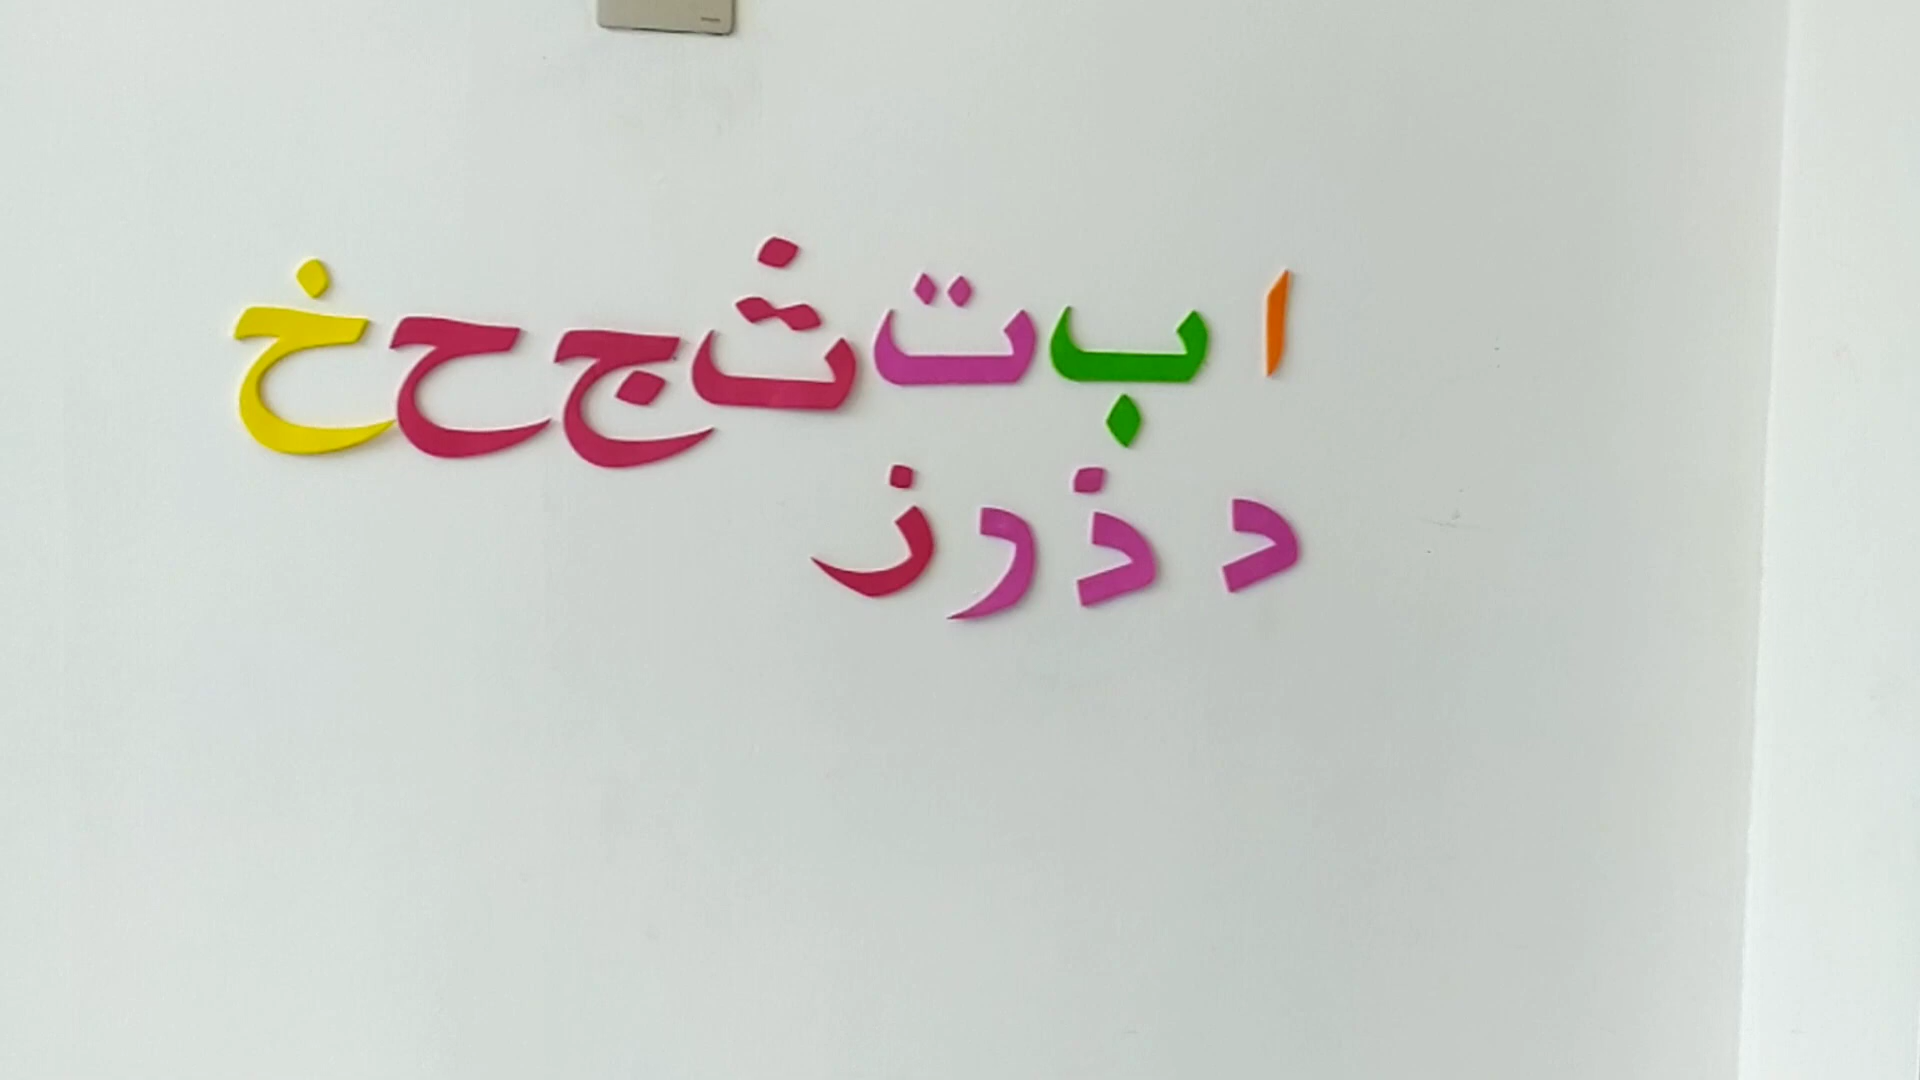 ا ب ت ث ج ح خ
د ذ ر ز